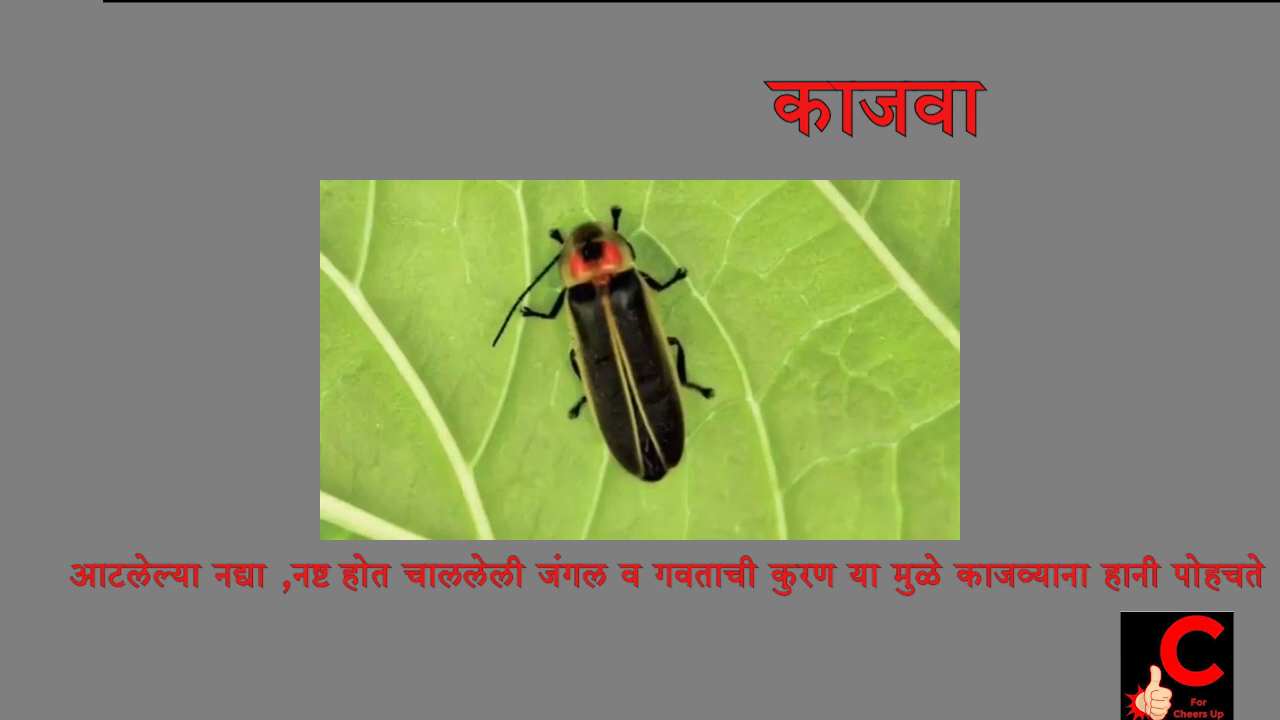 काजवा
आटलेल्या नद्या ,नष्ट होत चाललेली जंगल व गवताची कुरण या मुळे काजव्याना हानी पोहचते
C
For
Cheers Up